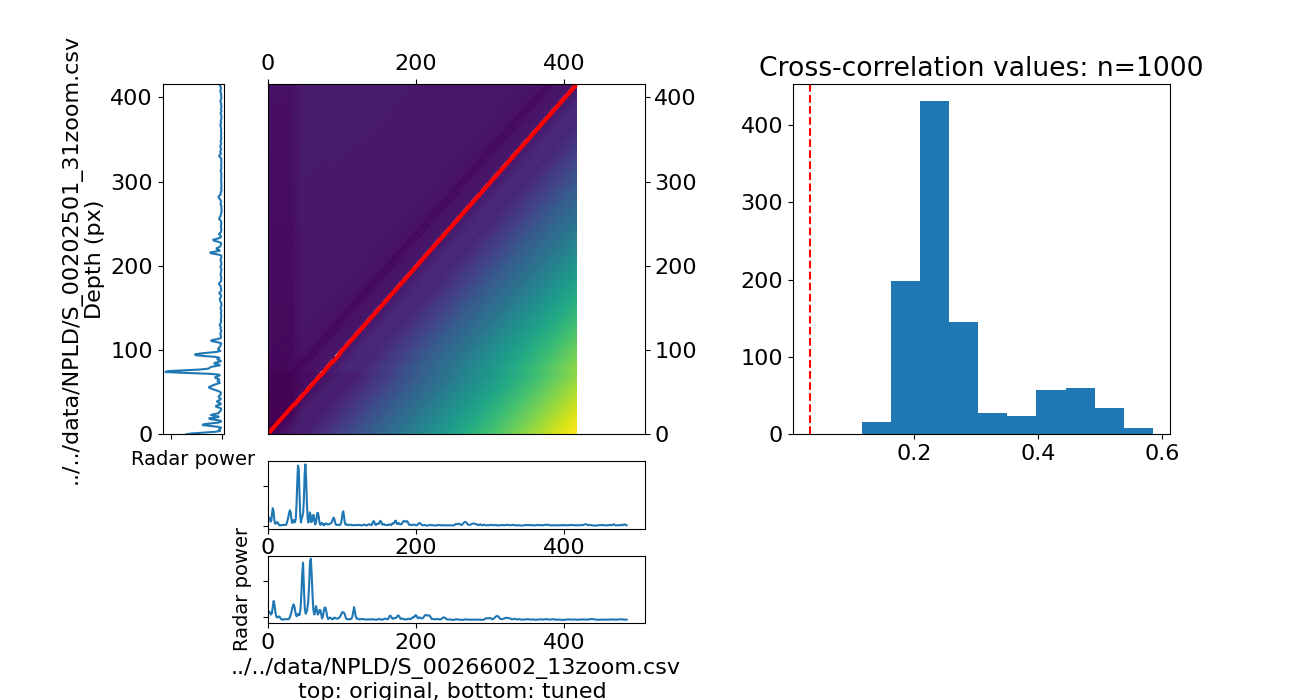 ../../data/NPLD/S_00202501_31zoom.csv
Depth (px)
400
300
200
100
0
Radar power
0 200 400
400
300
200
100
0
Cross-correlation values: n=1000
400
300
200
100
0
0.2 0.4 0.6
0 200 400
Radar power
0 200 400
../../data/NPLD/S_00266002_13zoom.csv
top: original, bottom: tuned